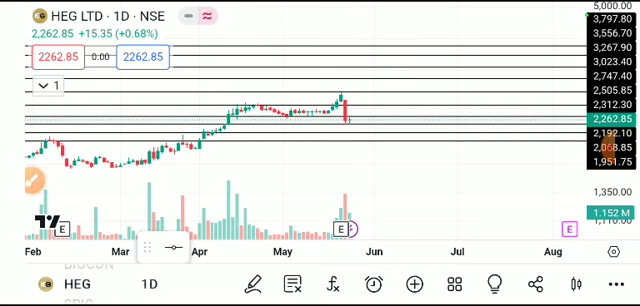 HEG LTD · 1D · NSE
2,262.85 +15.35 (+0.68%)
2262.85 0.00 2262.85
1
5,000.00
3,797.80
3,556.70
3,267.90
3,023.40
2,747.40
2,505.85
2,312.30
2,262.85
2,192.10
2,068.85
1,951.75
1,350.00
1.152 M
1,110.00
E E E
Feb Mar Apr May Jun Jul Aug
BIOCON
HEG 1D